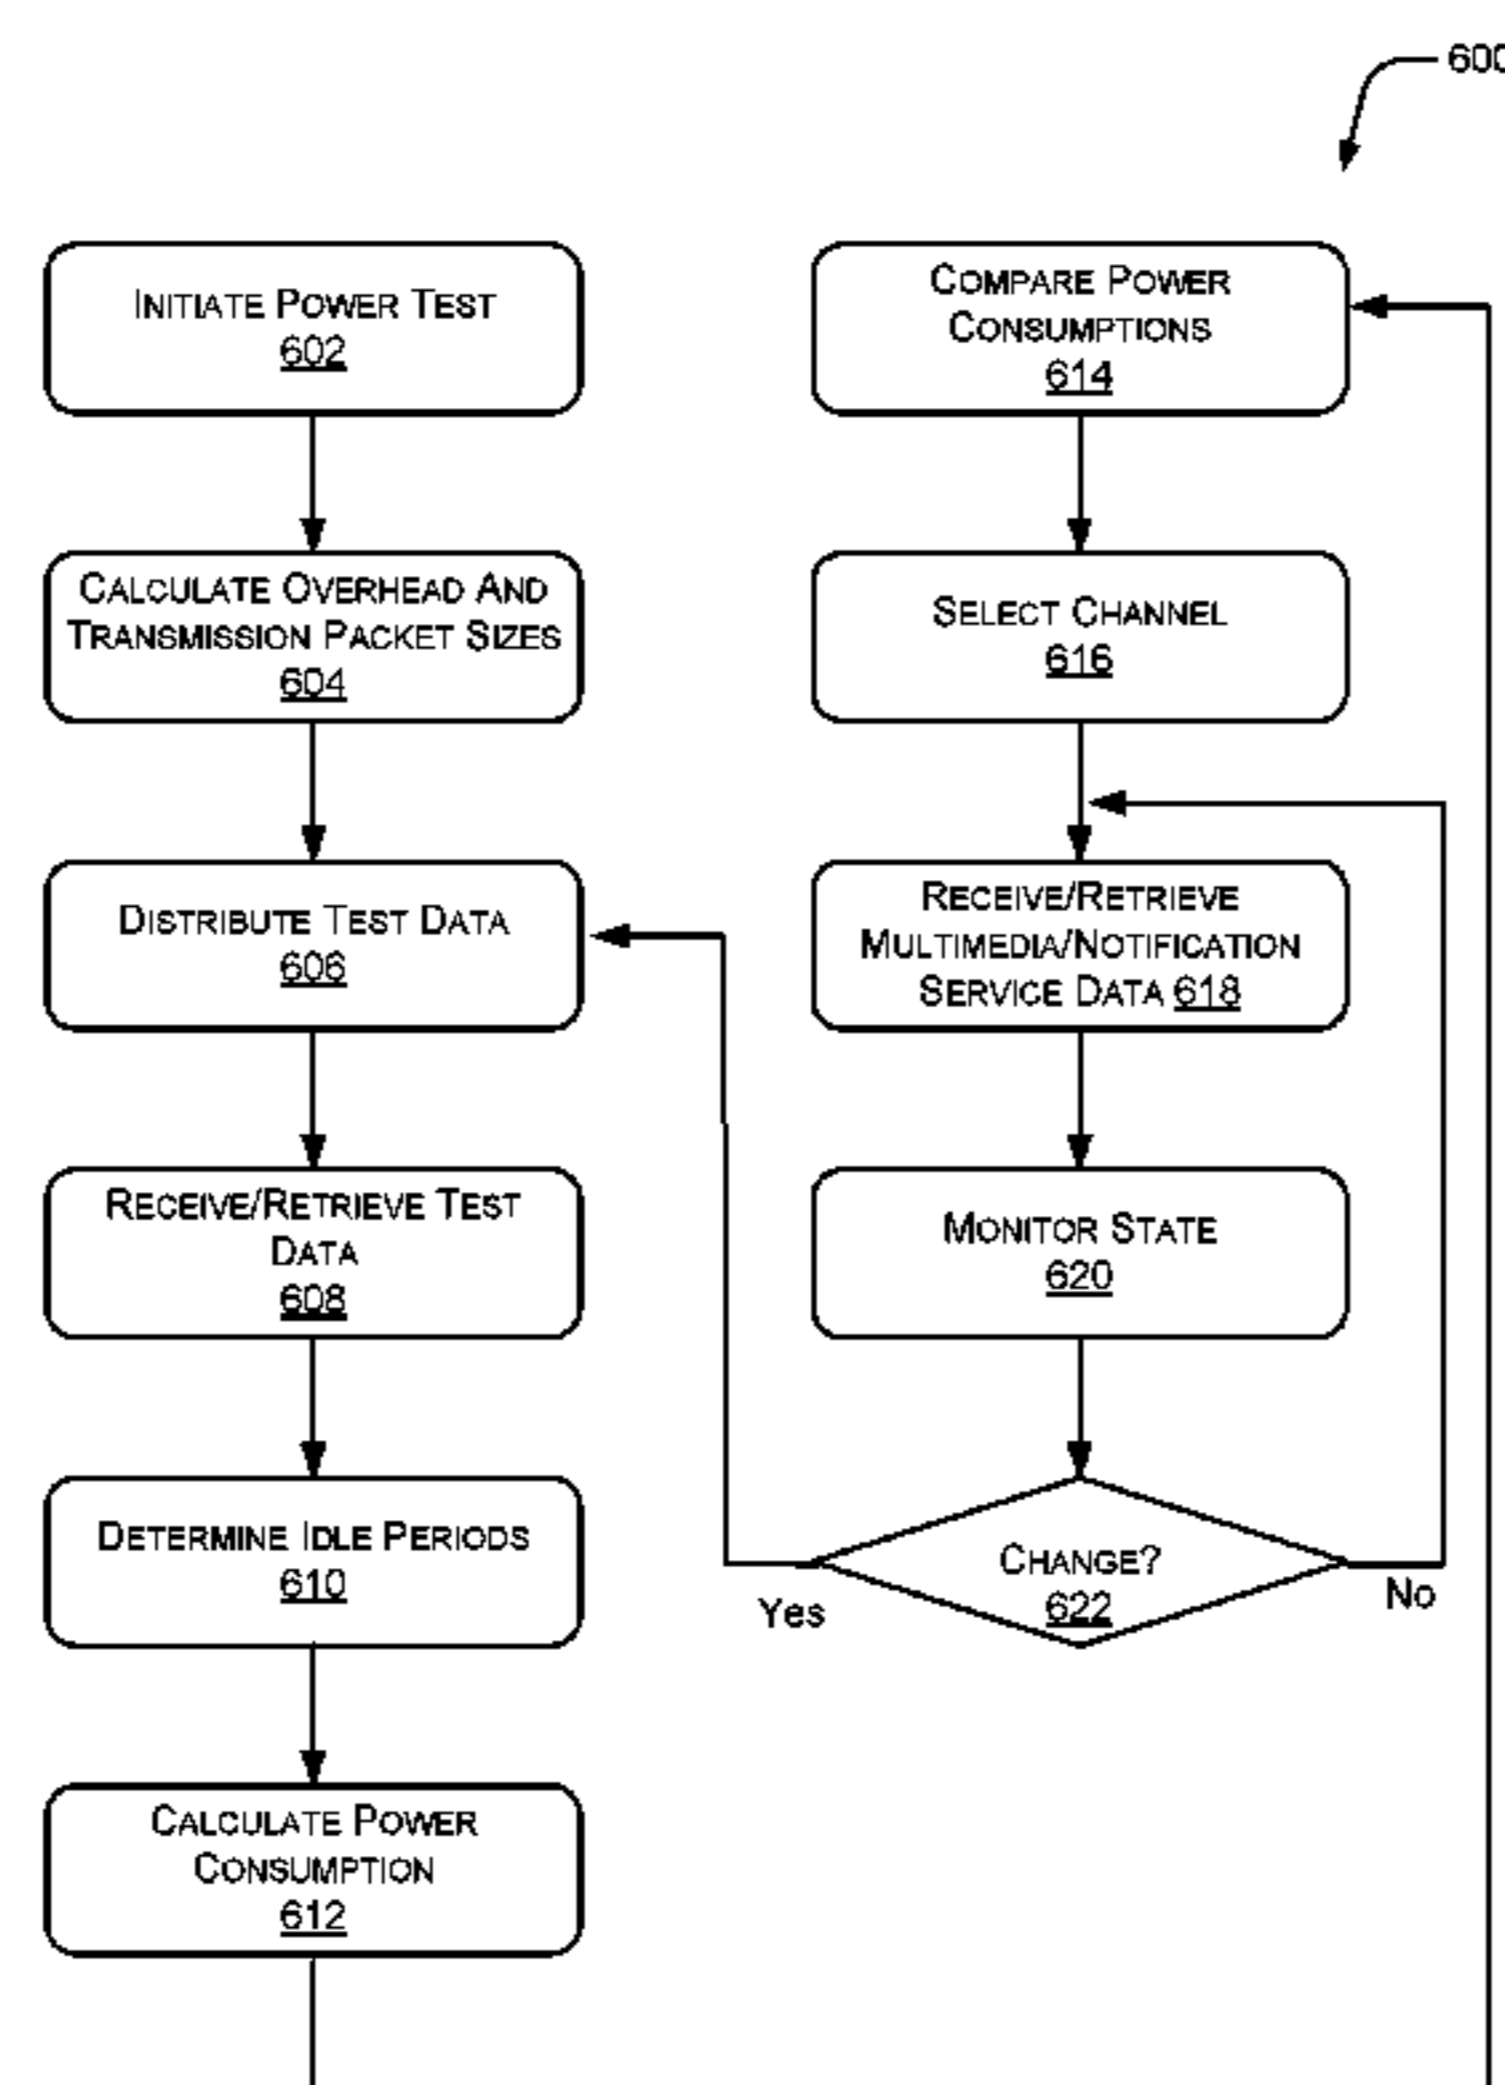 600
INITIATE POWER TEST
602
CALCULATE OVERHEAD AND
TRANSMISSION PACKET SIZES
604
DISTRIBUTE TEST DATA
606
RECEIVE/RETRIEVE TEST
DATA
608
DETERMINE IDLE PERIODS
610
CALCULATE POWER
CONSUMPTION
612
COMPARE POWER
CONSUMPTIONS
614
SELECT CHANNEL
616
RECEIVE/RETRIEVE
MULTIMEDIA/NOTIFICATION
SERVICE DATA 618
MONITOR STATE
620
CHANGE?
622
Yes
No